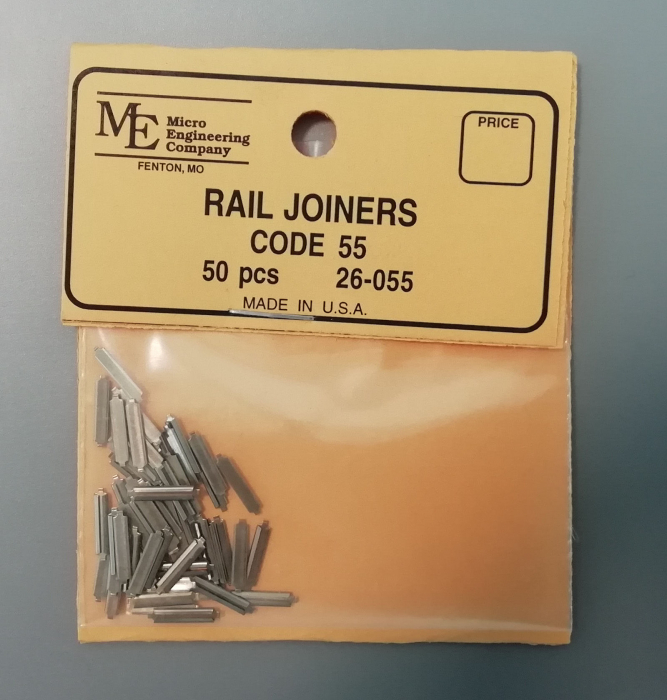 ME
Micro
Engineering
Company
FENTON, MO
PRICE
RAIL JOINERS
CODE 55
50 pcs 26-055
MADE IN U.S.A.